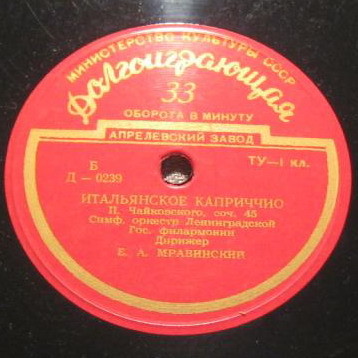 МИНИСТЕРСТВО КУЛЬТУРЫ СССР
Долгоиграющая
33
ОБОРОТА В МИНУТУ
АПРЕЛЕВСКИЙ ЗАВОД
Б
Д — 0239
ТУ—1 кл.
ИТАЛЬЯНСКОЕ КАПРИЧЧИО
П. Чайковского, соч. 45
Симф. оркестр Ленинградской
Гос. филармонии
Дирижер
Е. А. МРАВИНСКИЙ